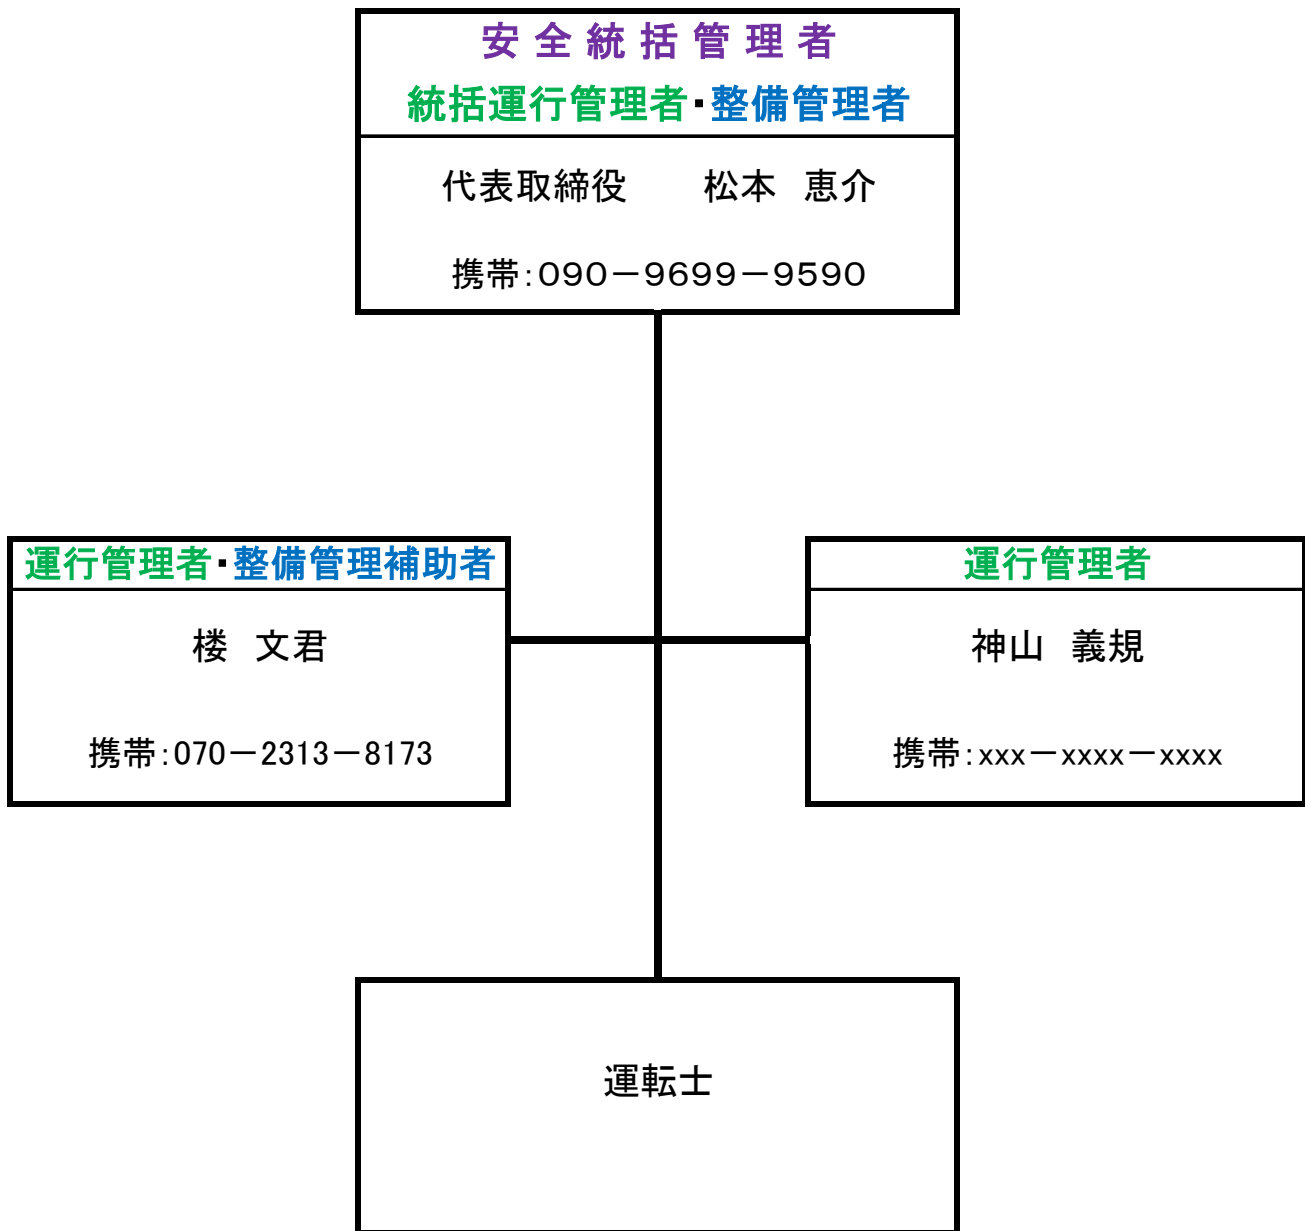 安全統括管理者
統括運行管理者・整備管理者
代表取締役　　松本　恵介
携帯：０９０－９６９９－９５９０
運行管理者・整備管理補助者
楼　文君
携帯：070－2313－8173
運行管理者
神山　義規
携帯：xxx－xxxx－xxxx
運転士